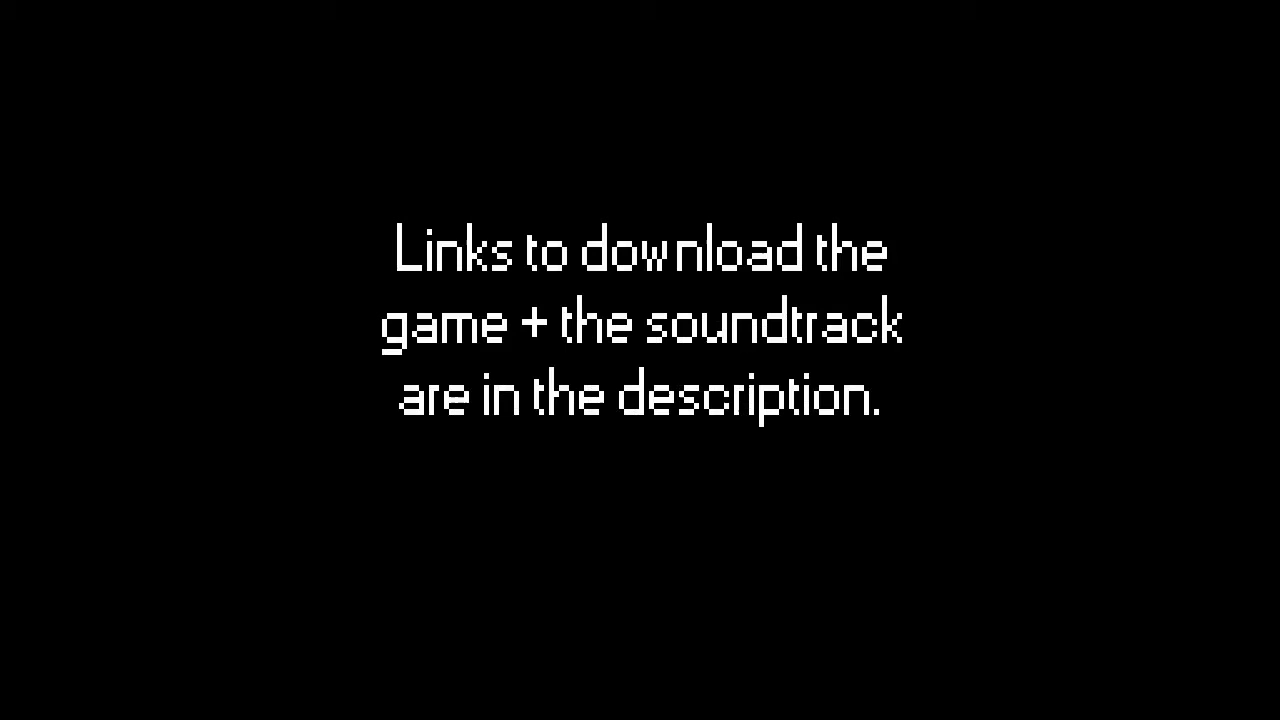 Links to download the
game + the soundtrack
are in the description.